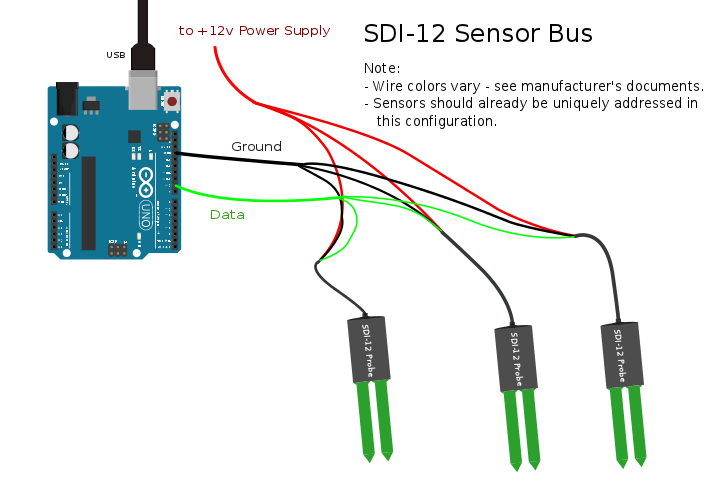 to +12v Power Supply
SDI-12 Sensor Bus
USB
Note:
- Wire colors vary - see manufacturer's documents.
- Sensors should already be uniquely addressed in
this configuration.
Ground
Data
UNO
SDI-12 Probe
SDI-12 Probe
SDI-12 Probe